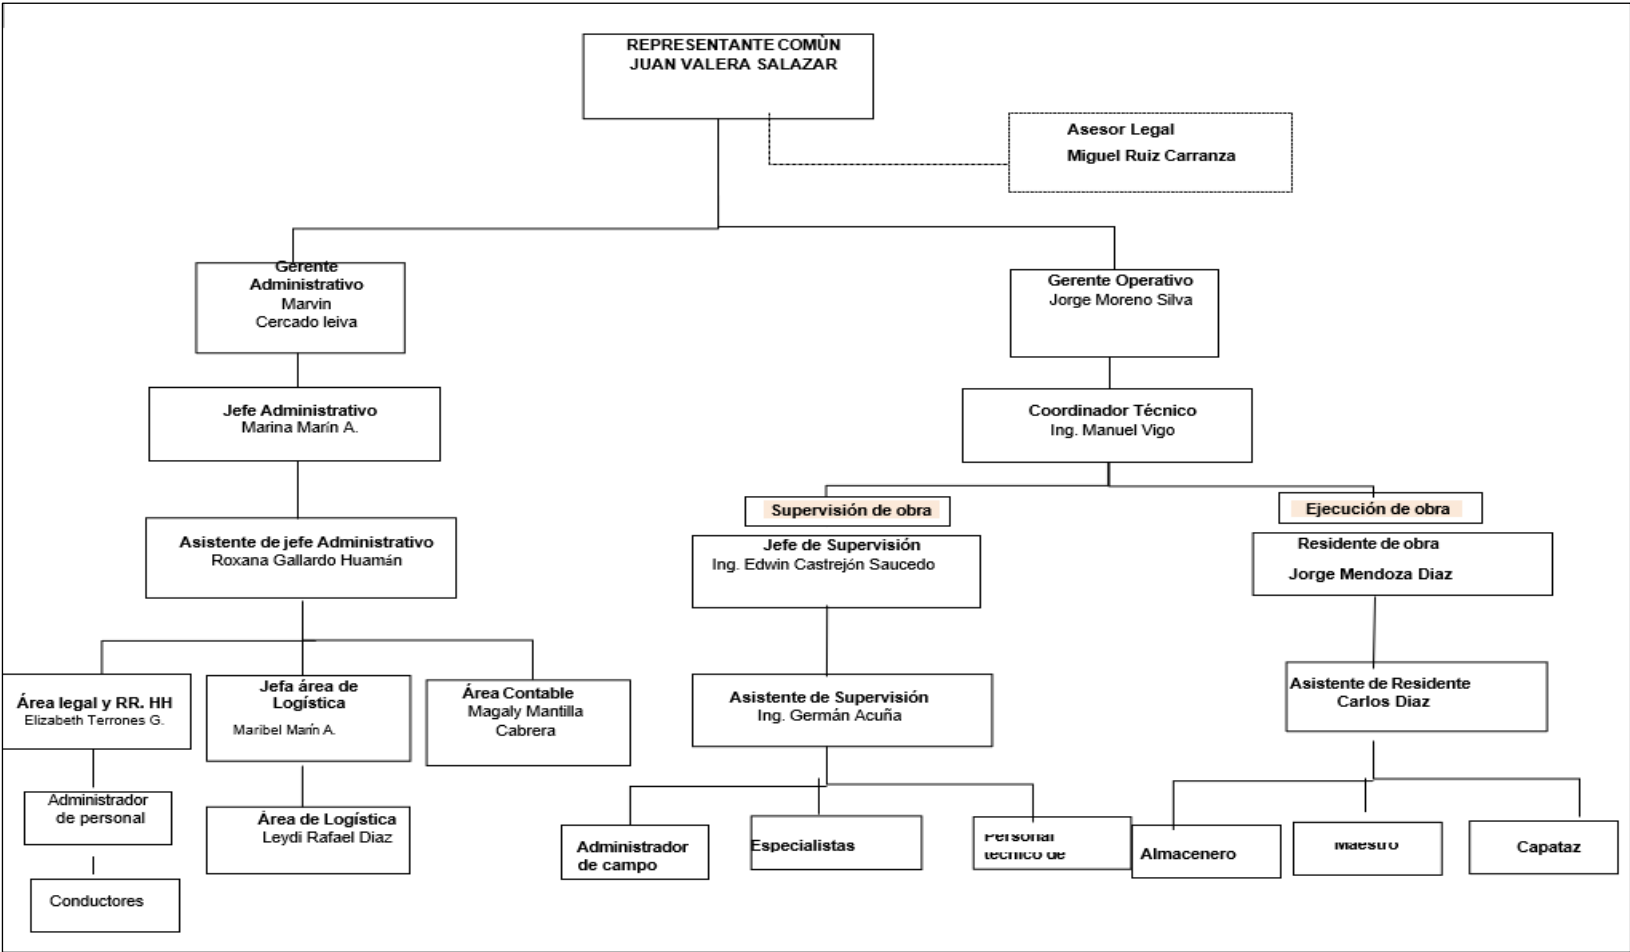 REPRESENTANTE COMÙN
JUAN VALERA SALAZAR
Asesor Legal
Miguel Ruiz Carranza
Gerente
Administrativo
Marvin
Cercado leiva
Gerente Operativo
Jorge Moreno Silva
Jefe Administrativo
Marina Marín A.
Coordinador Técnico
Ing. Manuel Vigo
Supervisión de obra
Ejecución de obra
Asistente de jefe Administrativo
Roxana Gallardo Huamán
Jefe de Supervisión
Ing. Edwin Castrejón Saucedo
Residente de obra
Jorge Mendoza Diaz
Área legal y RR. HH
Elizabeth Terrones G.
Jefa área de
Logística
Maribel Marín A.
Área Contable
Magaly Mantilla
Cabrera
Asistente de Supervisión
Ing. Germán Acuña
Asistente de Residente
Carlos Diaz
Administrador
de personal
Área de Logística
Leydi Rafael Diaz
Administrador
de campo
Especialistas
Personal
técnico de
Almacenero
Maestro
Capataz
Conductores